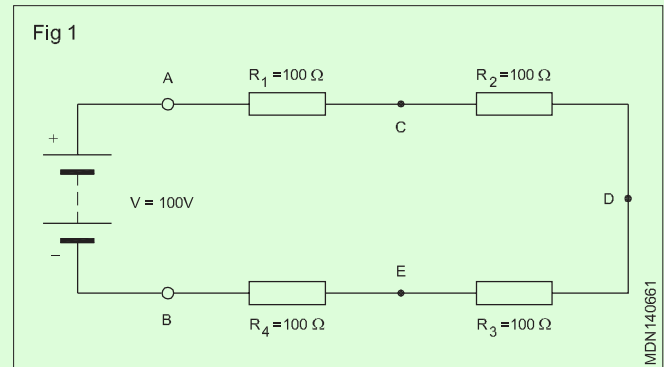 Fig 1
A
R1 =100 Ω
R2 =100 Ω
C
+
V = 100V
D
–
E
B
R4 =100 Ω
R3 =100 Ω
MDN140661